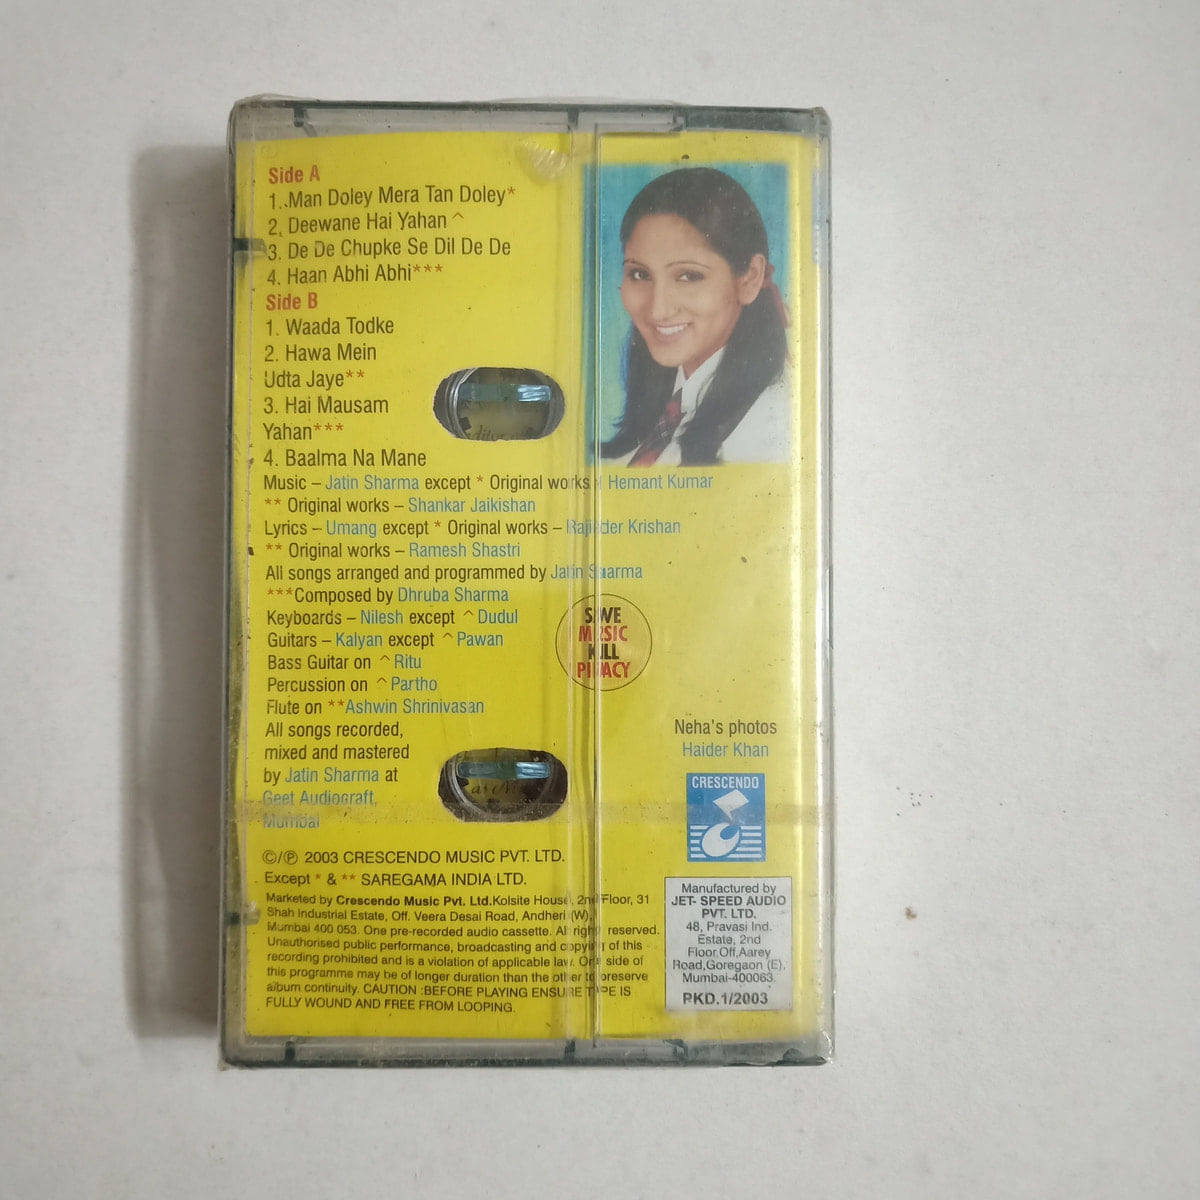 Side A
1. Man Doley Mera Tan Doley*
2. Deewane Hai Yahan ^
3. De De Chupke Se Dil De De
4. Haan Abhi Abhi***
Side B
1. Waada Todke
2. Hawa Mein
Udta Jaye**
3. Hai Mausam
Yahan***
4. Baalma Na Mane
Music – Jatin Sharma except * Original works Hemant Kumar
** Original works – Shankar Jaikishan
Lyrics – Umang except * Original works – Rajinder Krishan
** Original works – Ramesh Shastri
All songs arranged and programmed by Jatin Sharma
***Composed by Dhruba Sharma
Keyboards – Nilesh except ^ Dudul
Guitars – Kalyan except ^ Pawan
Bass Guitar on ^ Ritu
Percussion on ^ Partho
Flute on **Ashwin Shrinivasan
All songs recorded,
mixed and mastered
by Jatin Sharma at
Geet Audiocraft,
Mumbai
SAVE
MUSIC
KILL
PIRACY
Neha's photos
Haider Khan
CRESCENDO
©/℗ 2003 CRESCENDO MUSIC PVT. LTD.
Except * & ** SAREGAMA INDIA LTD.
Marketed by Crescendo Music Pvt. Ltd.Kolsite House, 2nd Floor, 31
Shah Industrial Estate, Off. Veera Desai Road, Andheri (W),
Mumbai 400 053. One pre-recorded audio cassette. All rights reserved.
Unauthorised public performance, broadcasting and copying of this
recording prohibited and is a violation of applicable law. One side of
this programme may be of longer duration than the other to preserve
album continuity. CAUTION :BEFORE PLAYING ENSURE TAPE IS
FULLY WOUND AND FREE FROM LOOPING.
Manufactured by
JET- SPEED AUDIO
PVT. LTD.
48, Pravasi Ind.
Estate, 2nd
Floor,Off,Aarey
Road,Goregaon (E),
Mumbai-400063.
PKD.1/2003